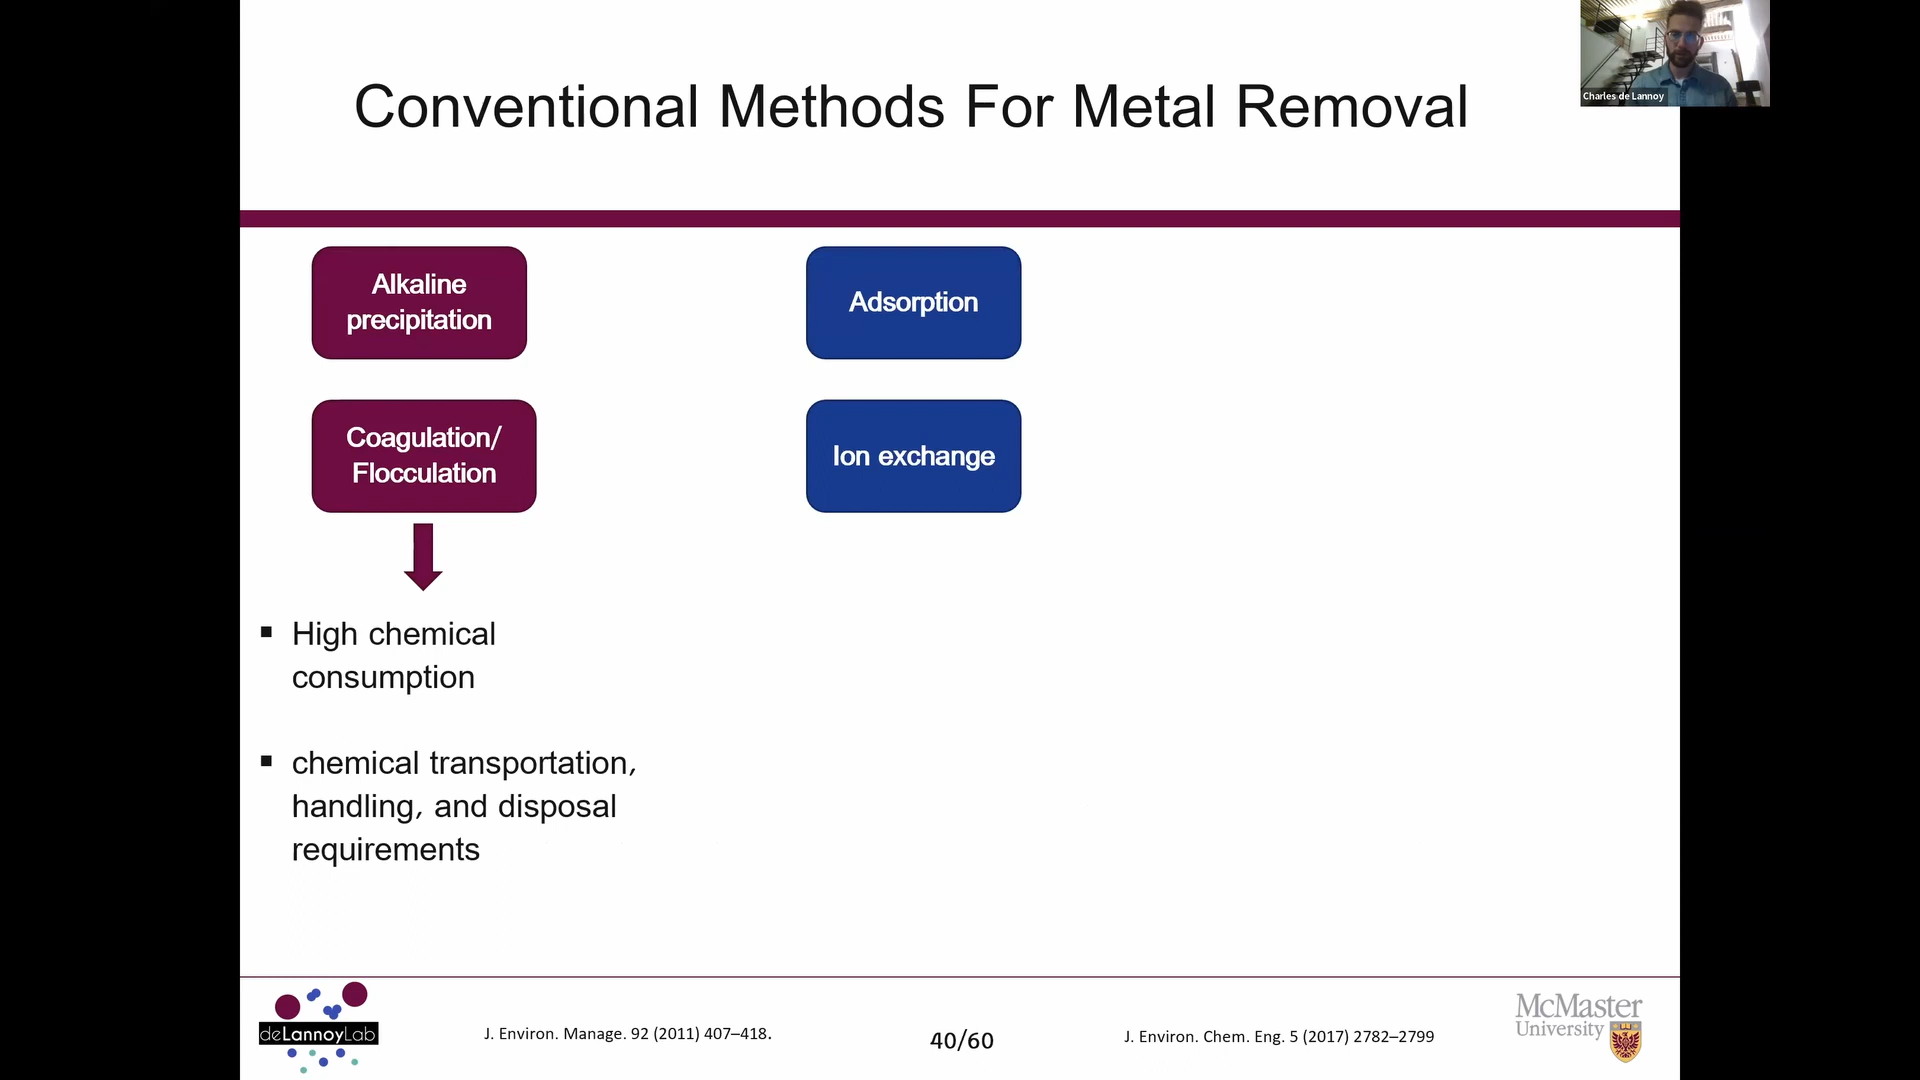 Conventional Methods For Metal Removal
Charles de Lannoy
Alkaline
precipitation
Adsorption
Coagulation/
Flocculation
Ion exchange
▪ High chemical
consumption
▪ chemical transportation,
handling, and disposal
requirements
deLannoyLab
J. Environ. Manage. 92 (2011) 407–418.
40/60
J. Environ. Chem. Eng. 5 (2017) 2782–2799
McMaster
University